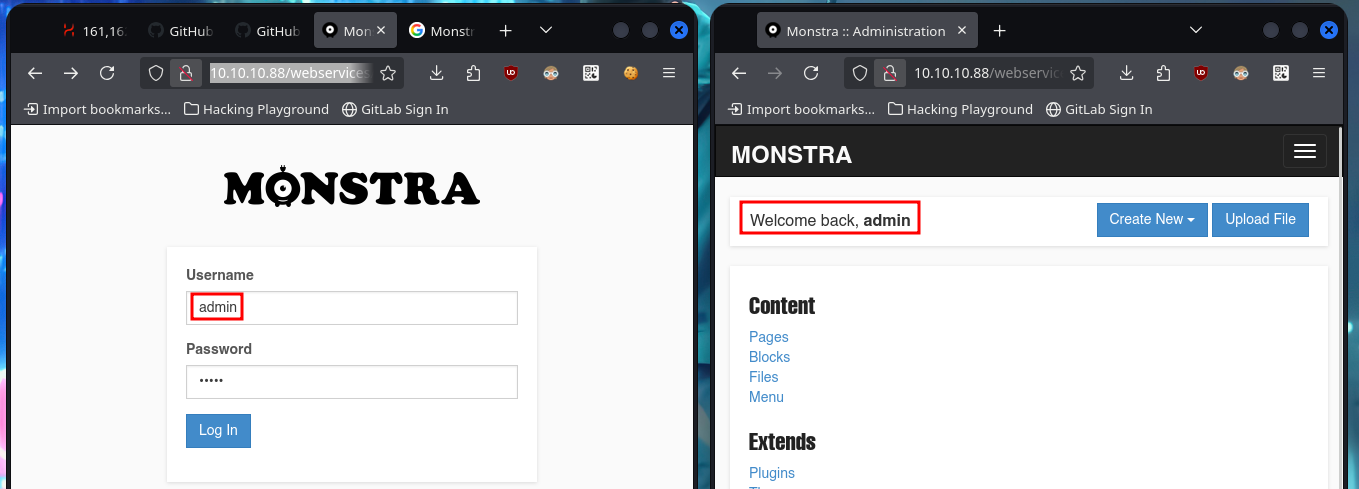 161,16
GitHub
GitHub
Mon
Monst
10.10.10.88/webservices
Import bookmarks...
Hacking Playground
GitLab Sign In
MONSTRA
Username
admin
Password
•••••
Log In
Monstra :: Administration
10.10.10.88/webservic
Import bookmarks...
Hacking Playground
GitLab Sign In
MONSTRA
Welcome back, admin
Create New
Upload File
Content
Pages
Blocks
Files
Menu
Extends
Plugins